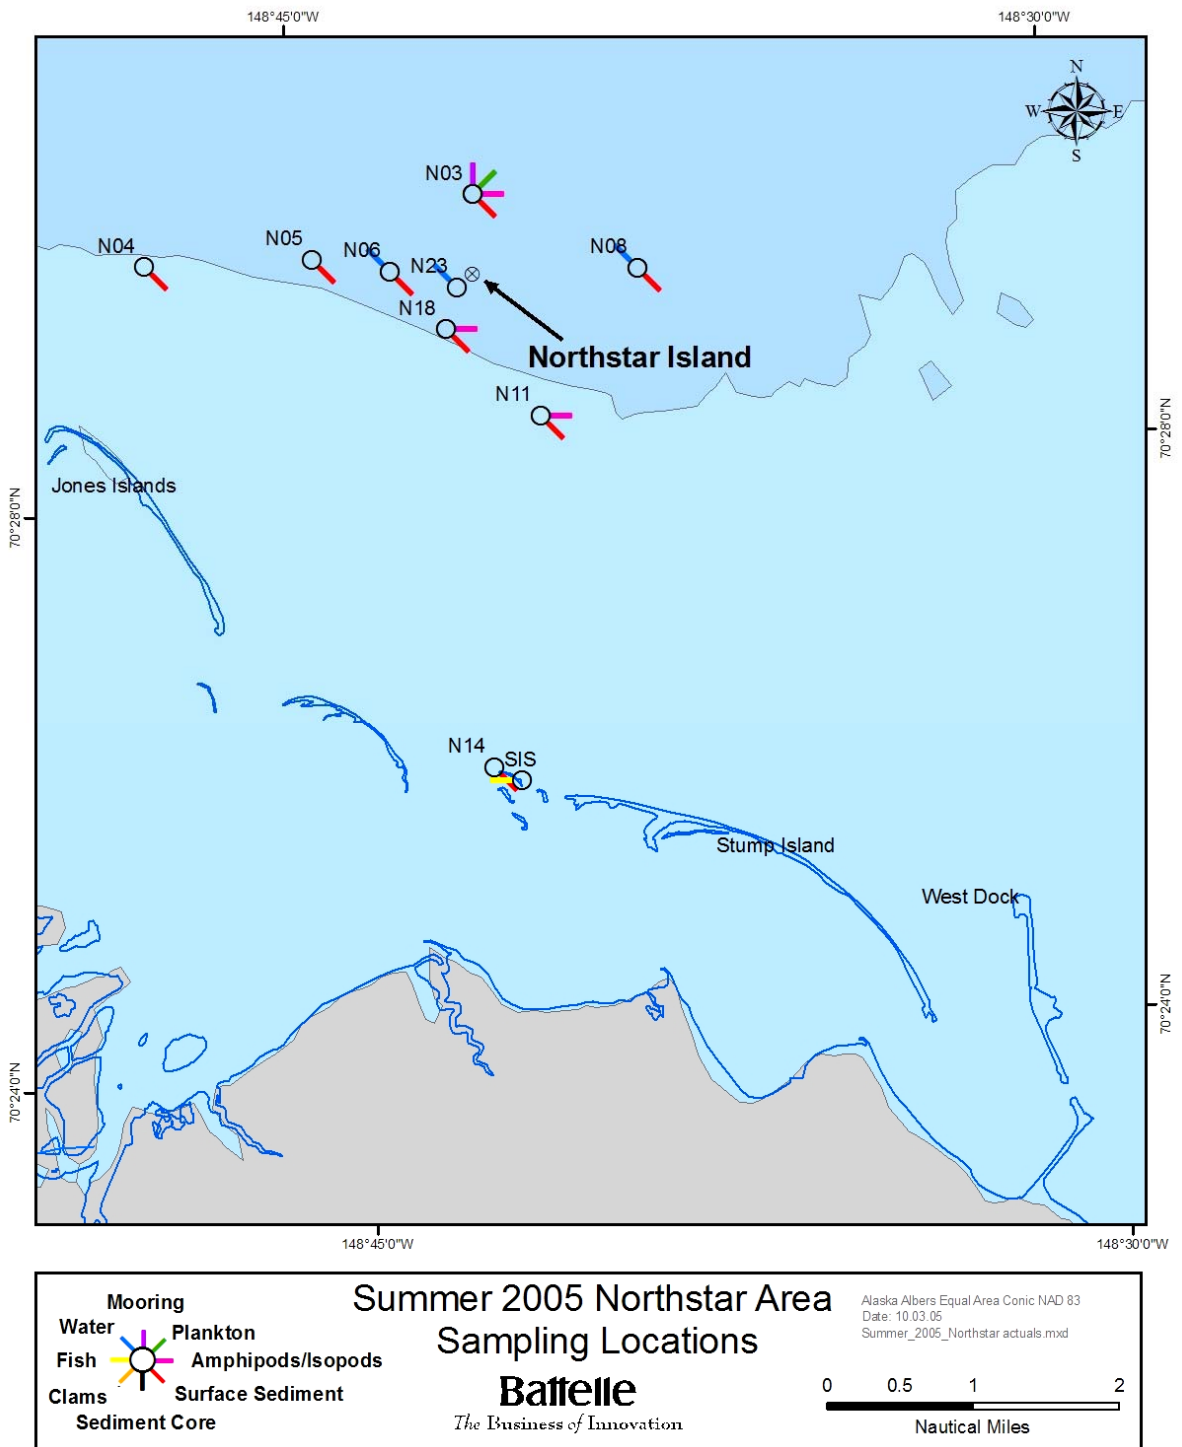 148°45'0"W
148°30'0"W
N
W
E
S
N03
N04
N05
N06
N23
N08
N18
Northstar Island
N11
70°28'0"N
Jones Islands
70°28'0"N
N14
SIS
Stump Island
West Dock
70°24'0"N
70°24'0"N
148°45'0"W
148°30'0"W
Mooring
Water
Plankton
Fish
Amphipods/Isopods
Clams
Surface Sediment
Sediment Core
Summer 2005 Northstar Area
Sampling Locations
Battelle
The Business of Innovation
Alaska Albers Equal Area Conic NAD 83
Date: 10.03.05
Summer_2005_Northstar actuals.mxd
0 0.5 1 2
Nautical Miles